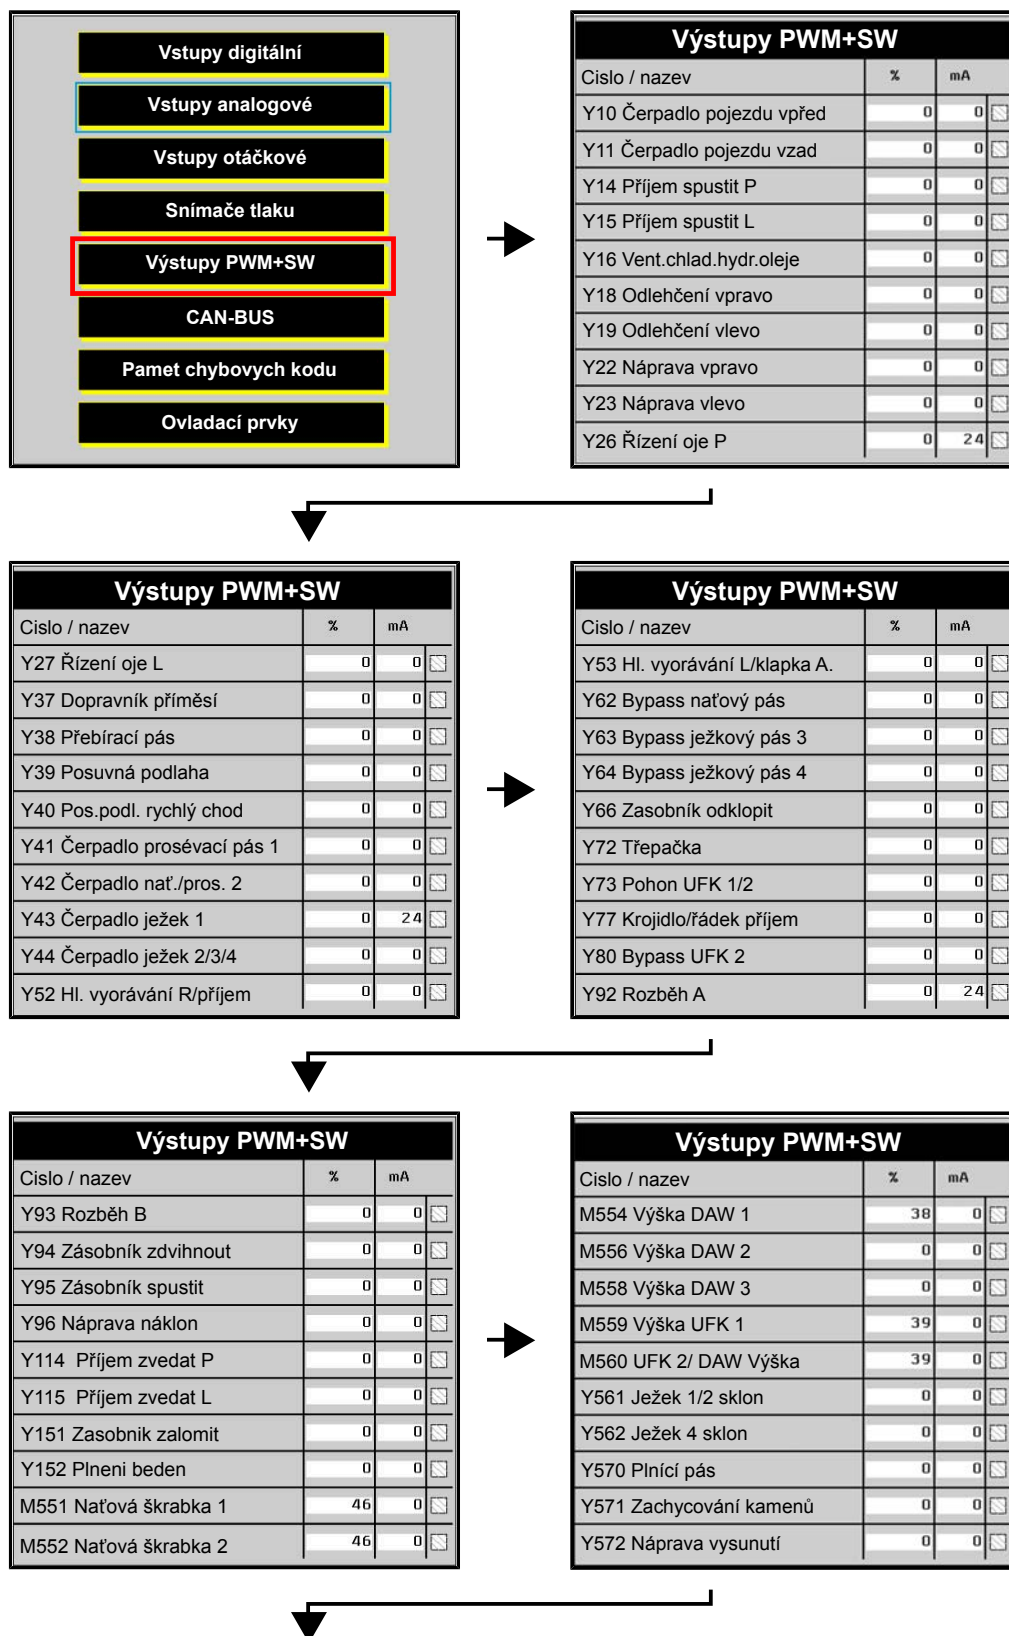 Vstupy digitální
Vstupy analogové
Vstupy otáčkové
Snímače tlaku
Výstupy PWM+SW
CAN-BUS
Pamet chybovych kodu
Ovladací prvky
Výstupy PWM+SW
Cislo / nazev % mA
Y10 Čerpadlo pojezdu vpřed 0 0
Y11 Čerpadlo pojezdu vzad 0 0
Y14 Příjem spustit P 0 0
Y15 Příjem spustit L 0 0
Y16 Vent.chlad.hydr.oleje 0 0
Y18 Odlehčení vpravo 0 0
Y19 Odlehčení vlevo 0 0
Y22 Náprava vpravo 0 0
Y23 Náprava vlevo 0 0
Y26 Řízení oje P 0 24
Výstupy PWM+SW
Cislo / nazev % mA
Y27 Řízení oje L 0 0
Y37 Dopravník příměsí 0 0
Y38 Přebírací pás 0 0
Y39 Posuvná podlaha 0 0
Y40 Pos.podl. rychlý chod 0 0
Y41 Čerpadlo prosévací pás 1 0 0
Y42 Čerpadlo nať./pros. 2 0 0
Y43 Čerpadlo ježek 1 0 24
Y44 Čerpadlo ježek 2/3/4 0 0
Y52 Hl. vyorávání R/příjem 0 0
Výstupy PWM+SW
Cislo / nazev % mA
Y53 Hl. vyorávání L/klapka A. 0 0
Y62 Bypass naťový pás 0 0
Y63 Bypass ježkový pás 3 0 0
Y64 Bypass ježkový pás 4 0 0
Y66 Zasobník odklopit 0 0
Y72 Třepačka 0 0
Y73 Pohon UFK 1/2 0 0
Y77 Krojidlo/řádek příjem 0 0
Y80 Bypass UFK 2 0 0
Y92 Rozběh A 0 24
Výstupy PWM+SW
Cislo / nazev % mA
Y93 Rozběh B 0 0
Y94 Zásobník zdvihnout 0 0
Y95 Zásobník spustit 0 0
Y96 Náprava náklon 0 0
Y114 Příjem zvedat P 0 0
Y115 Příjem zvedat L 0 0
Y151 Zasobnik zalomit 0 0
Y152 Plneni beden 0 0
M551 Naťová škrabka 1 46 0
M552 Naťová škrabka 2 46 0
Výstupy PWM+SW
Cislo / nazev % mA
M554 Výška DAW 1 38 0
M556 Výška DAW 2 0 0
M558 Výška DAW 3 0 0
M559 Výška UFK 1 39 0
M560 UFK 2/ DAW Výška 39 0
Y561 Ježek 1/2 sklon 0 0
Y562 Ježek 4 sklon 0 0
Y570 Plnící pás 0 0
Y571 Zachycování kamenů 0 0
Y572 Náprava vysunutí 0 0